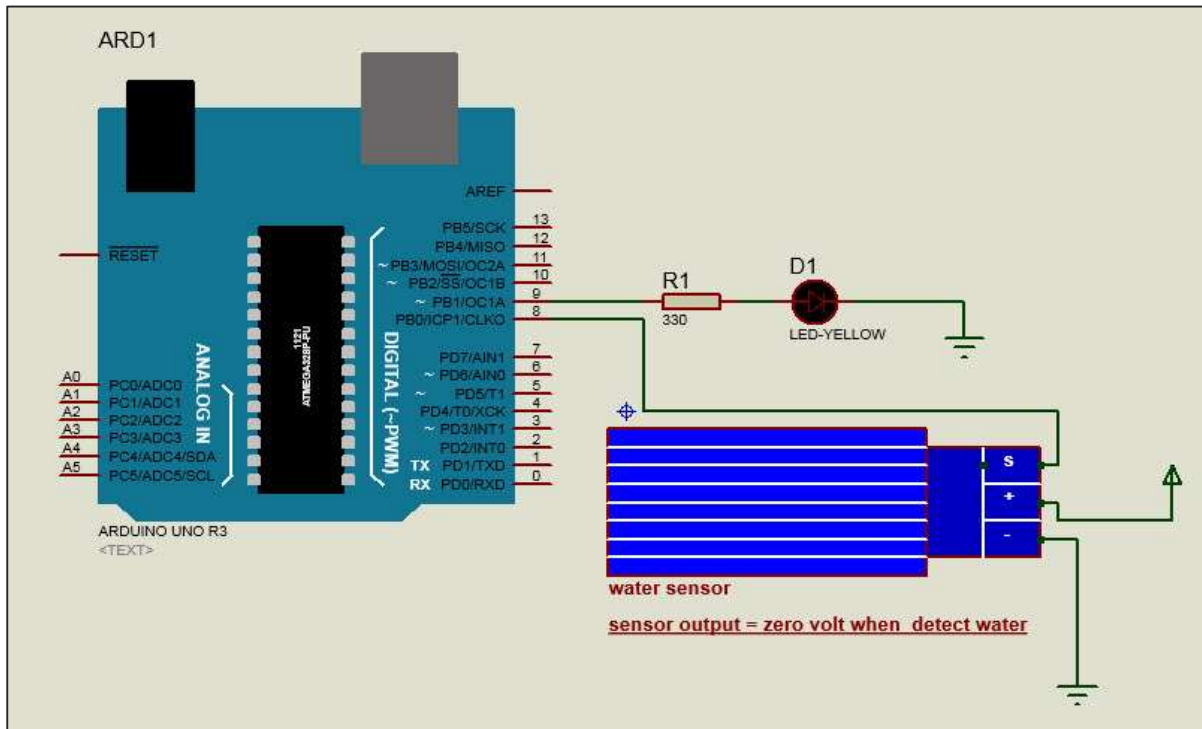 ARD1
AREF
13
PB5/SCK
12
PB4/MISO
11
~ PB3/MOSI/OC2A
10
~ PB2/SS/OC1B
9
~ PB1/OC1A
8
PB0/ICP1/CLKO
RESET
1121
ATMEGA328P-PU
DIGITAL (~PWM)
ANALOG IN
7
PD7/AIN1
6
~ PD6/AIN0
5
~ PD5/T1
4
PD4/T0/XCK
3
~ PD3/INT1
2
PD2/INT0
1
TX PD1/TXD
0
RX PD0/RXD
A0 PC0/ADC0
A1 PC1/ADC1
A2 PC2/ADC2
A3 PC3/ADC3
A4 PC4/ADC4/SDA
A5 PC5/ADC5/SCL
ARDUINO UNO R3
<TEXT>
R1
330
D1
LED-YELLOW
S
+
-
water sensor
sensor output = zero volt when detect water